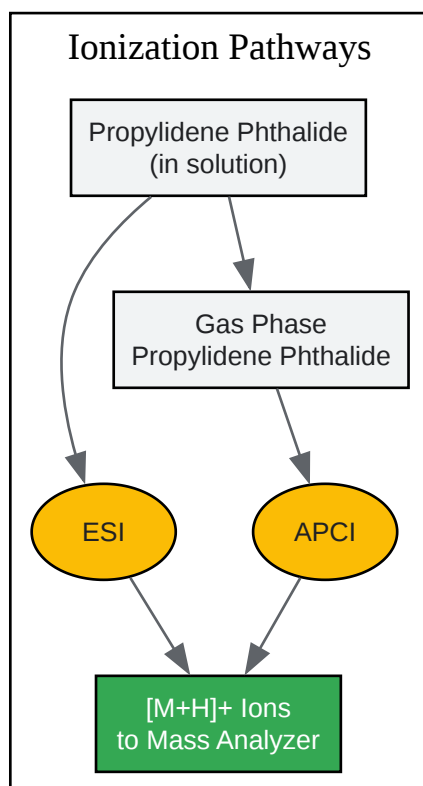 Ionization Pathways
Propylidene Phthalide
(in solution)
Gas Phase
Propylidene Phthalide
ESI
APCI
[M+H]+ Ions
to Mass Analyzer